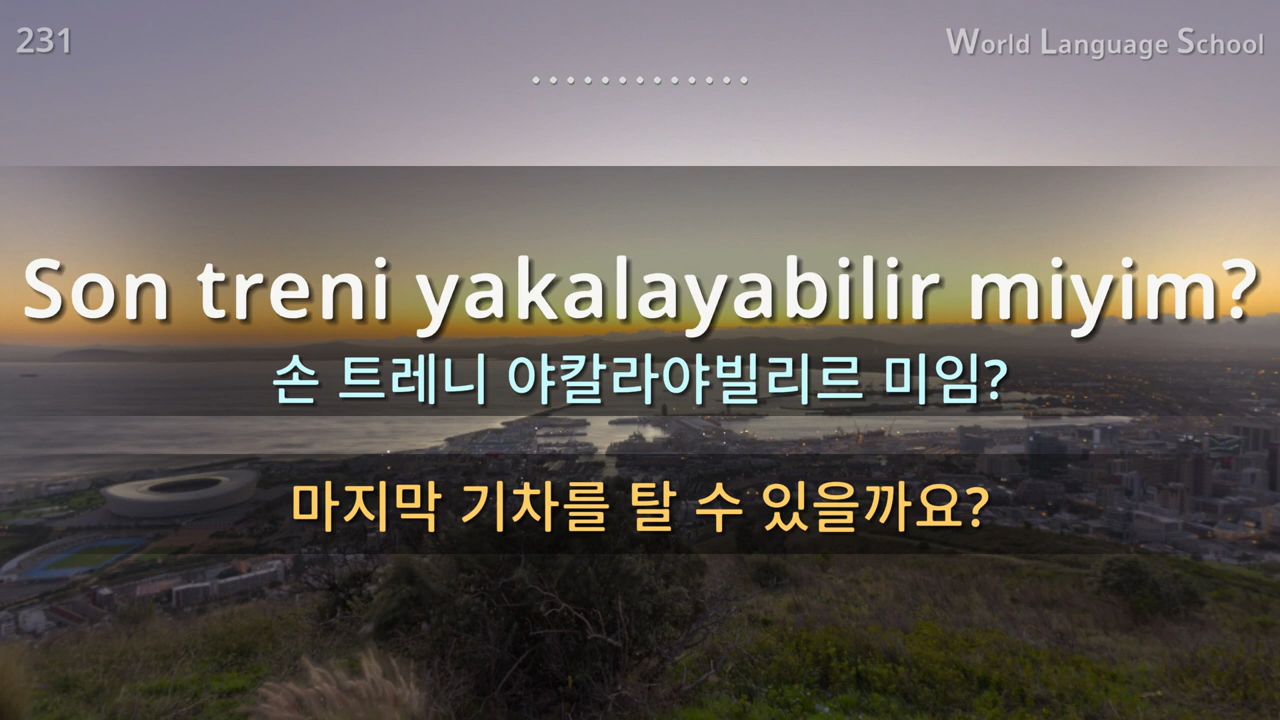 231
World Language School
Son treni yakalayabilir miyim?
손 트레니 야칼라야빌리르 미임?
마지막 기차를 탈 수 있을까요?